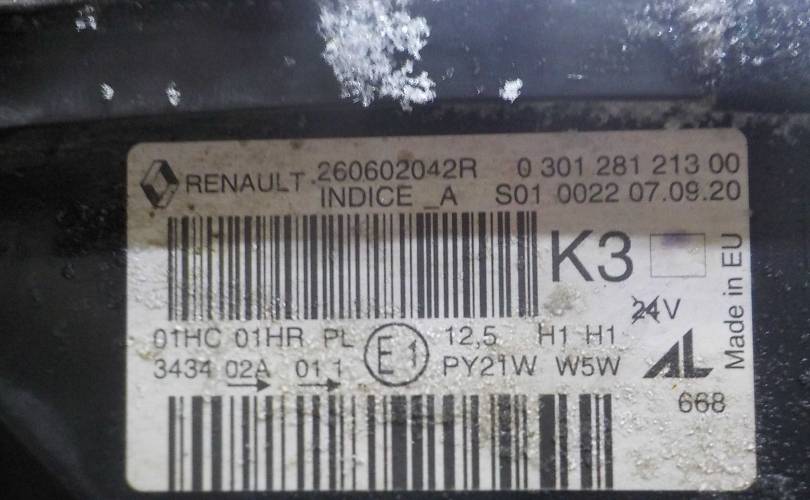 RENAULT 260602042R 0 301 281 213 00
INDICE _A S01 0022 07.09.20
K3
Made in EU
24V
01HC 01HR PL E1 12,5 H1 H1
3434 02A 01 1 PY21W W5W
AL
668